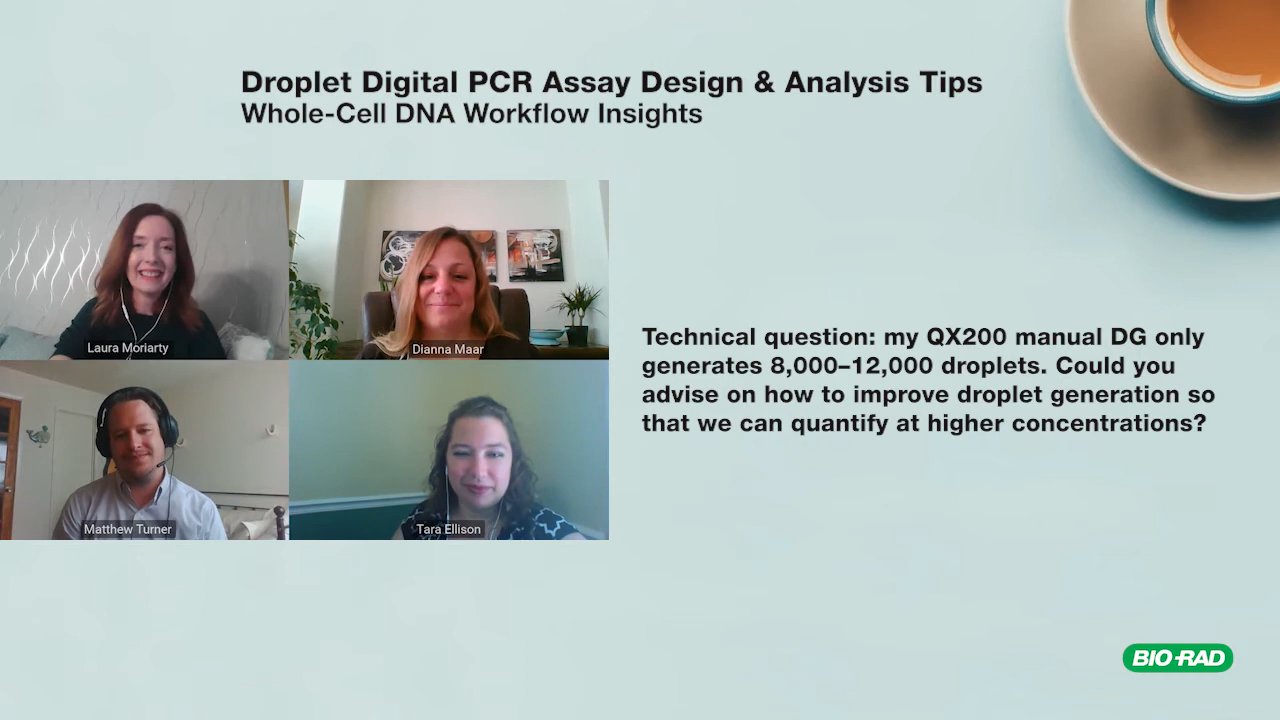 Droplet Digital PCR Assay Design & Analysis Tips
Whole-Cell DNA Workflow Insights
Laura Moriarty
Dianna Maar
Matthew Turner
Tara Ellison
Technical question: my QX200 manual DG only
generates 8,000–12,000 droplets. Could you
advise on how to improve droplet generation so
that we can quantify at higher concentrations?
BIO-RAD